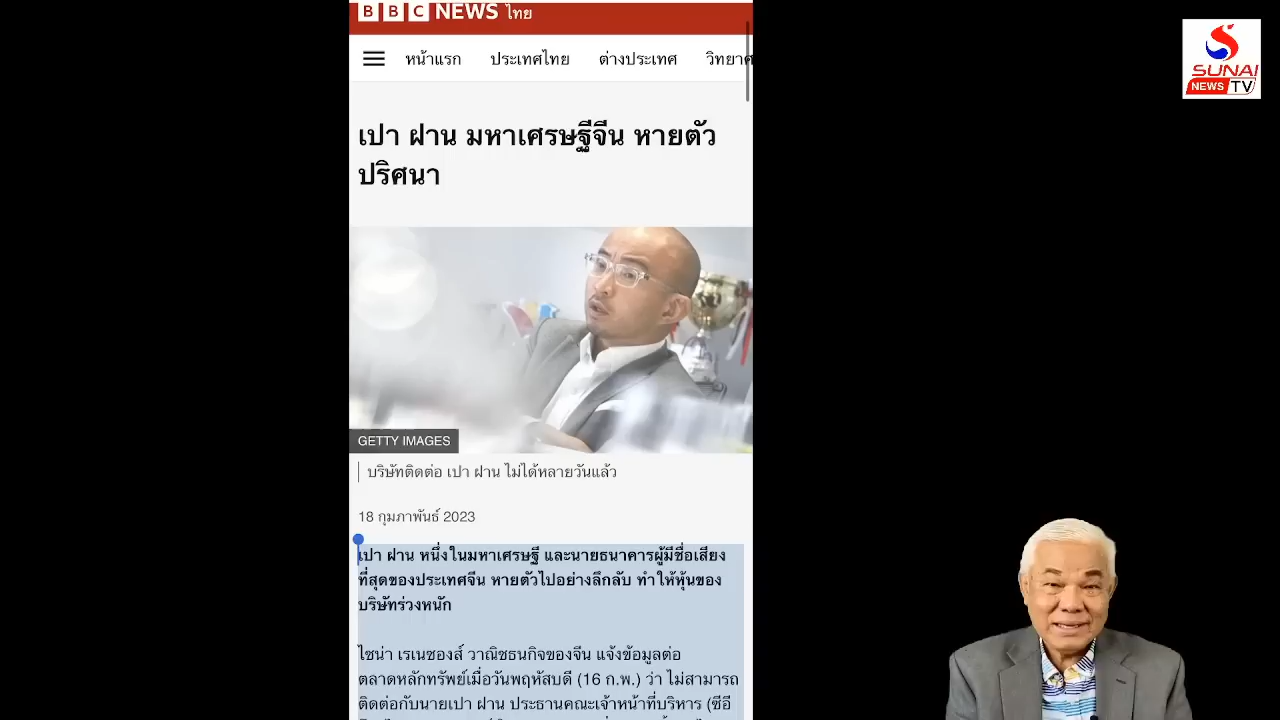 BBC NEWS ไทย
SUNAI
NEWS TV
หน้าแรก ประเทศไทย ต่างประเทศ
เปา ฝาน มหาเศรษฐีจีน หายตัว
ปริศนา
GETTY IMAGES
บริษัทติดต่อ เปา ฝาน ไม่ได้หลายวันแล้ว
18 กุมภาพันธ์ 2023
เปา ฝาน หนึ่งในมหาเศรษฐี และนายธนาคารผู้มีชื่อเสียง
ที่สุดของประเทศจีน หายตัวไปอย่างลึกลับ ทำให้หุ้นของ
บริษัทร่วงหนัก
ไชน่า เรเนซองส์ วาณิชธนกิจของจีน แจ้งข้อมูลต่อ
ตลาดหลักทรัพย์เมื่อวันพฤหัสบดี (16 ก.พ.) ว่า ไม่สามารถ
ติดต่อกับนายเปา ฝาน ประธานคณะเจ้าหน้าที่บริหาร (ซีอี